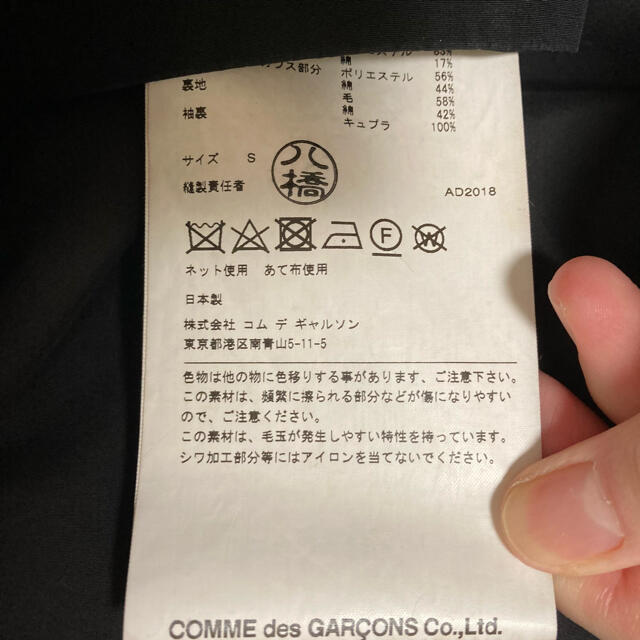 83%
綿 17%
ス部分 ポリエステル 56%
裏地 綿 44%
毛 58%
袖裏 綿 42%
キュプラ 100%
サイズ S
八橋
縫製責任者
AD2018
F W
ネット使用 あて布使用
日本製
株式会社 コム デ ギャルソン
東京都港区南青山5-11-5
色物は他の物に色移りする事があります、ご注意下さい。
この素材は、頻繁に擦られる部分などが傷になりやすい
ので、ご注意ください。
この素材は、毛玉が発生しやすい特性を持っています。
シワ加工部分等にはアイロンを当てないでください。
COMME des GARÇONS Co.,Ltd.